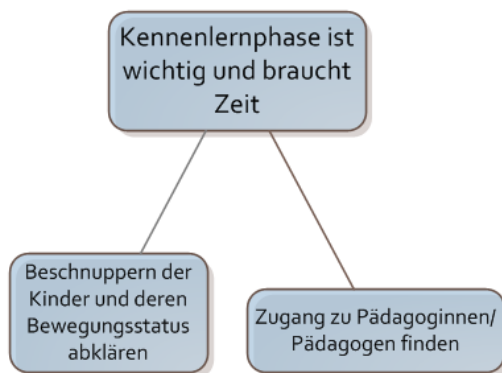 Kennenlernphase ist
wichtig und braucht
Zeit
Beschnuppern der
Kinder und deren
Bewegungsstatus
abklären
Zugang zu Pädagoginnen/
Pädagogen finden